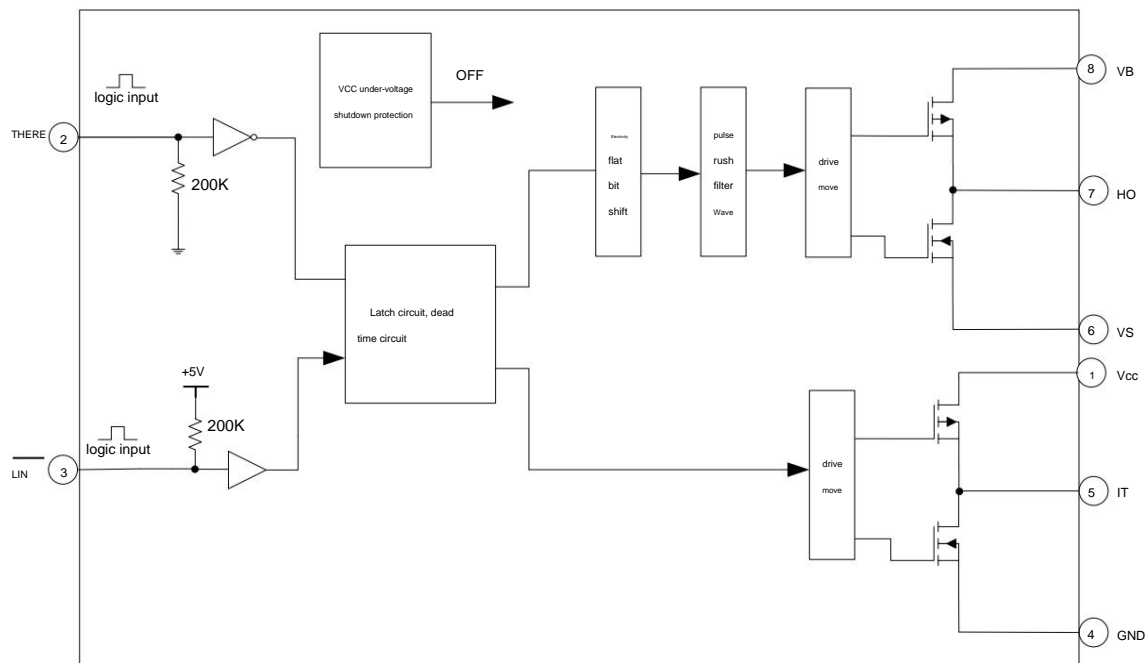 8
VB
OFF
VCC under-voltage
shutdown protection
logic input
THERE
2
200K
Electricity
flat
bit
shift
pulse
rush
filter
Wave
drive
move
7
HO
Latch circuit, dead
time circuit
6
VS
1
Vcc
+5V
200K
logic input
LIN
3
drive
move
5
IT
4
GND